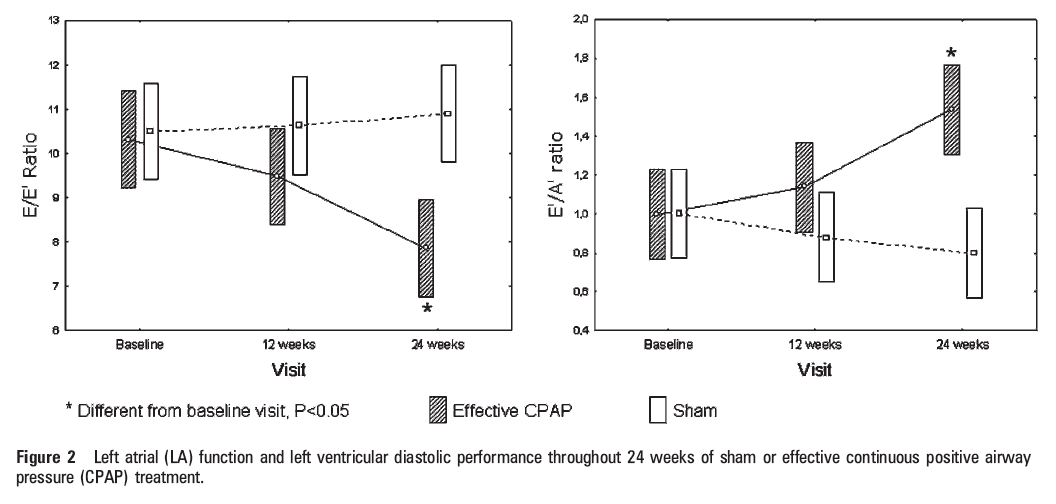 13
12
11
10
9
8
7
6
E/E' Ratio
Baseline
12 weeks
24 weeks
Visit
*
2,0
1,8
1,6
1,4
1,2
1,0
0,8
0,6
0,4
E'/A' ratio
Baseline
12 weeks
24 weeks
Visit
*
* Different from baseline visit, P<0.05 Effective CPAP Sham
Figure 2 Left atrial (LA) function and left ventricular diastolic performance throughout 24 weeks of sham or effective continuous positive airway
pressure (CPAP) treatment.